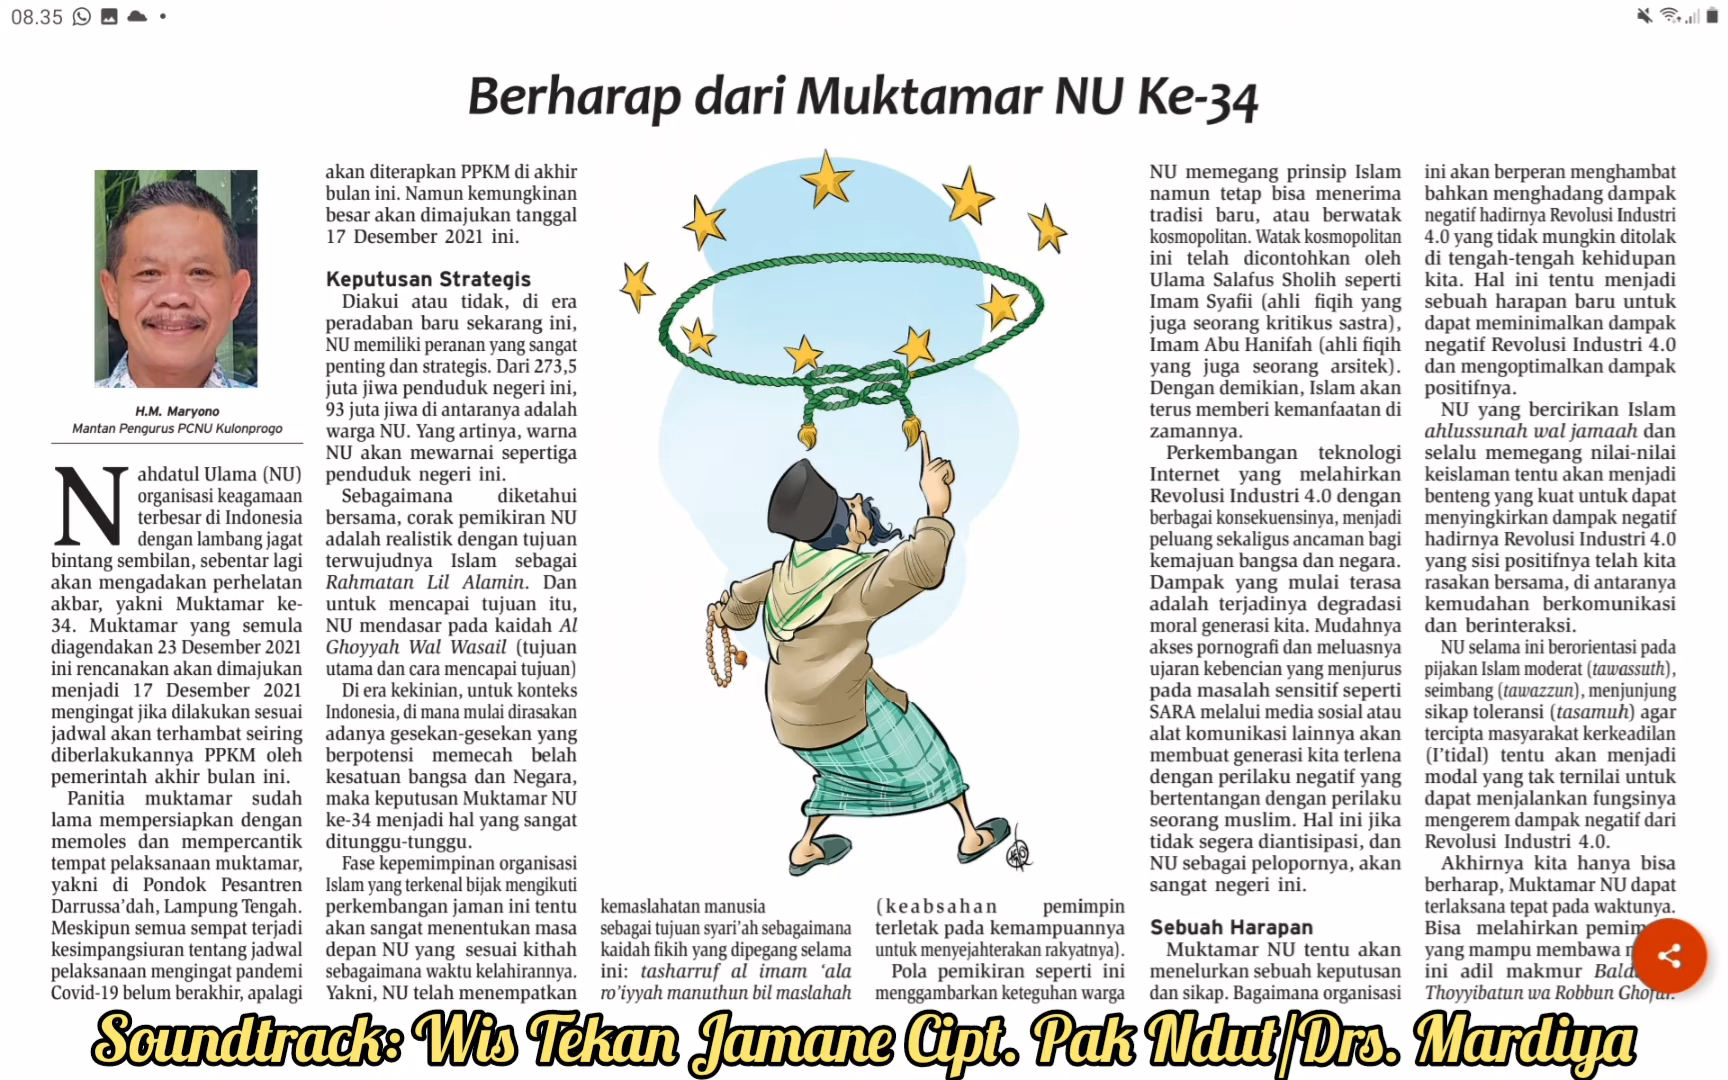 08.35
Berharap dari Muktamar NU Ke-34
H.M. Maryono
Mantan Pengurus PCNU Kulonprogo
Nahdatul Ulama (NU)
organisasi keagamaan
terbesar di Indonesia
dengan lambang jagat
bintang sembilan, sebentar lagi
akan mengadakan perhelatan
akbar, yakni Muktamar ke-
34. Muktamar yang semula
diagendakan 23 Desember 2021
ini rencanakan akan dimajukan
menjadi 17 Desember 2021
mengingat jika dilakukan sesuai
jadwal akan terhambat seiring
diberlakukannya PPKM oleh
pemerintah akhir bulan ini.
Panitia muktamar sudah
lama mempersiapkan dengan
memoles dan mempercantik
tempat pelaksanaan muktamar,
yakni di Pondok Pesantren
Darrussa’dah, Lampung Tengah.
Meskipun semua sempat terjadi
kesimpangsiuran tentang jadwal
pelaksanaan mengingat pandemi
Covid-19 belum berakhir, apalagi
akan diterapkan PPKM di akhir
bulan ini. Namun kemungkinan
besar akan dimajukan tanggal
17 Desember 2021 ini.
Keputusan Strategis
Diakui atau tidak, di era
peradaban baru sekarang ini,
NU memiliki peranan yang sangat
penting dan strategis. Dari 273,5
juta jiwa penduduk negeri ini,
93 juta jiwa di antaranya adalah
warga NU. Yang artinya, warna
NU akan mewarnai sepertiga
penduduk negeri ini.
Sebagaimana diketahui
bersama, corak pemikiran NU
adalah realistik dengan tujuan
terwujudnya Islam sebagai
Rahmatan Lil Alamin. Dan
untuk mencapai tujuan itu,
NU mendasar pada kaidah Al
Ghoyyah Wal Wasail (tujuan
utama dan cara mencapai tujuan)
Di era kekinian, untuk konteks
Indonesia, di mana mulai dirasakan
adanya gesekan-gesekan yang
berpotensi memecah belah
kesatuan bangsa dan Negara,
maka keputusan Muktamar NU
ke-34 menjadi hal yang sangat
ditunggu-tunggu.
Fase kepemimpinan organisasi
Islam yang terkenal bijak mengikuti
perkembangan jaman ini tentu
akan sangat menentukan masa
depan NU yang sesuai kithah
sebagaimana waktu kelahirannya.
Yakni, NU telah menempatkan
kemaslahatan manusia
sebagai tujuan syari’ah sebagaimana
kaidah fikih yang dipegang selama
ini: tasharruf al imam ‘ala
ro’iyyah manuthun bil maslahah
(keabsahan pemimpin
terletak pada kemampuannya
untuk menyejahterakan rakyatnya).
Pola pemikiran seperti ini
menggambarkan keteguhan warga
NU memegang prinsip Islam
namun tetap bisa menerima
tradisi baru, atau berwatak
kosmopolitan. Watak kosmopolitan
ini telah dicontohkan oleh
Ulama Salafus Sholih seperti
Imam Syafii (ahli fiqih yang
juga seorang kritikus sastra),
Imam Abu Hanifah (ahli fiqih
yang juga seorang arsitek).
Dengan demikian, Islam akan
terus memberi kemanfaatan di
zamannya.
Perkembangan teknologi
Internet yang melahirkan
Revolusi Industri 4.0 dengan
berbagai konsekuensinya, menjadi
peluang sekaligus ancaman bagi
kemajuan bangsa dan negara.
Dampak yang mulai terasa
adalah terjadinya degradasi
moral generasi kita. Mudahnya
akses pornografi dan meluasnya
ujaran kebencian yang menjurus
pada masalah sensitif seperti
SARA melalui media sosial atau
alat komunikasi lainnya akan
membuat generasi kita terlena
dengan perilaku negatif yang
bertentangan dengan perilaku
seorang muslim. Hal ini jika
tidak segera diantisipasi, dan
NU sebagai pelopornya, akan
sangat negeri ini.
Sebuah Harapan
Muktamar NU tentu akan
menelurkan sebuah keputusan
dan sikap. Bagaimana organisasi
ini akan berperan menghambat
bahkan menghadang dampak
negatif hadirnya Revolusi Industri
4.0 yang tidak mungkin ditolak
di tengah-tengah kehidupan
kita. Hal ini tentu menjadi
sebuah harapan baru untuk
dapat meminimalkan dampak
negatif Revolusi Industri 4.0
dan mengoptimalkan dampak
positifnya.
NU yang bercirikan Islam
ahlussunah wal jamaah dan
selalu memegang nilai-nilai
keislaman tentu akan menjadi
benteng yang kuat untuk dapat
menyingkirkan dampak negatif
hadirnya Revolusi Industri 4.0
yang sisi positifnya telah kita
rasakan bersama, di antaranya
kemudahan berkomunikasi
dan berinteraksi.
NU selama ini berorientasi pada
pijakan Islam moderat (tawassuth),
seimbang (tawazzun), menjunjung
sikap toleransi (tasamuh) agar
tercipta masyarakat kerkeadilan
(I’tidal) tentu akan menjadi
modal yang tak ternilai untuk
dapat menjalankan fungsinya
mengerem dampak negatif dari
Revolusi Industri 4.0.
Akhirnya kita hanya bisa
berharap, Muktamar NU dapat
terlaksana tepat pada waktunya.
Bisa melahirkan
yang mampu membawa
ini adil makmur
Thoyyibatun wa Robbun Ghofur.
Soundtrack: Wis Tekan Jamane Cipt. Pak Ndut/Drs. Mardiya